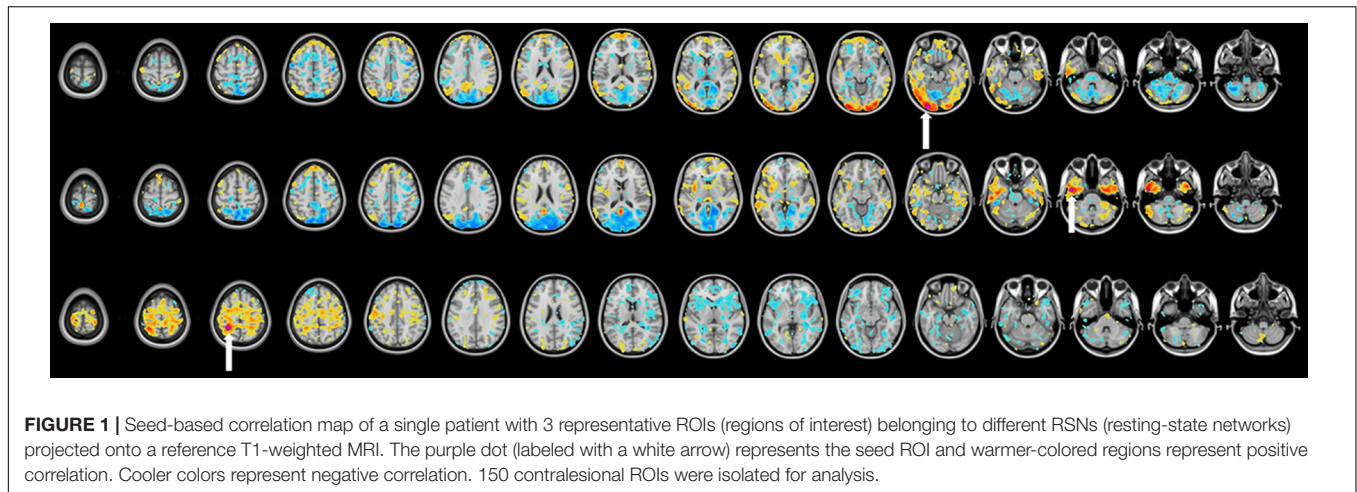 FIGURE 1 | Seed-based correlation map of a single patient with 3 representative ROIs (regions of interest) belonging to different RSNs (resting-state networks)
projected onto a reference T1-weighted MRI. The purple dot (labeled with a white arrow) represents the seed ROI and warmer-colored regions represent positive
correlation. Cooler colors represent negative correlation. 150 contralesional ROIs were isolated for analysis.